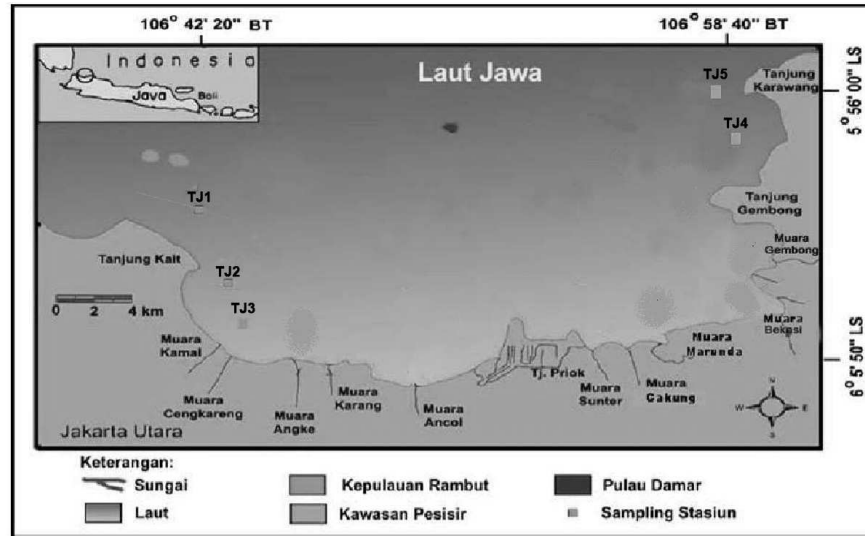 106° 42' 20" BT
106° 58' 40" BT
Indonesia
Java
Bali
Laut Jawa
TJ5
Tanjung
Karawang
5° 56' 00" LS
TJ4
TJ1
Tanjung
Gembong
Muara
Gembong
Tanjung Kait
TJ2
0 2 4 km
TJ3
Muara
Bekasi
Muara
Kamal
Muara
Marunda
6° 5' 50" LS
Muara
Cengkareng
Muara
Angke
Muara
Karang
Muara
Ancol
Tj. Priok
Muara
Sunter
Muara
Cakung
N
W
E
S
Jakarta Utara
Keterangan:
Sungai
Kepulauan Rambut
Pulau Damar
Laut
Kawasan Pesisir
Sampling Stasiun